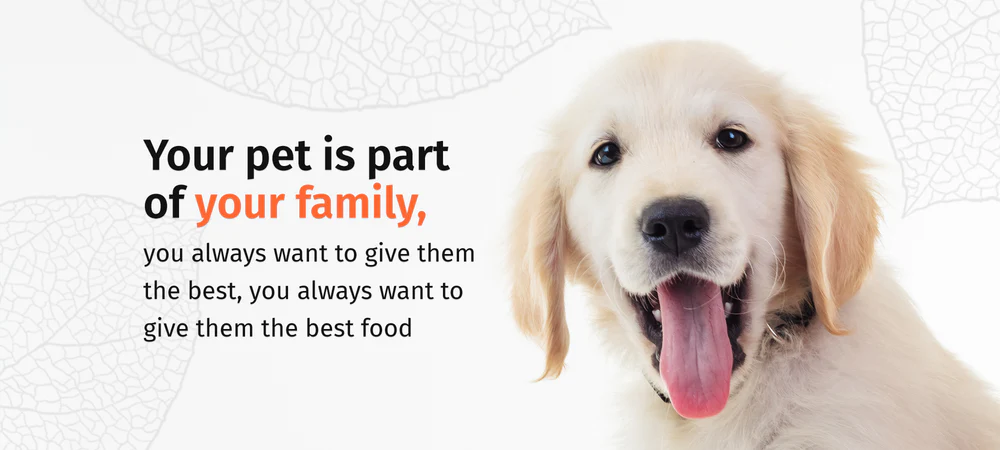 Your pet is part
of your family,
you always want to give them
the best, you always want to
give them the best food